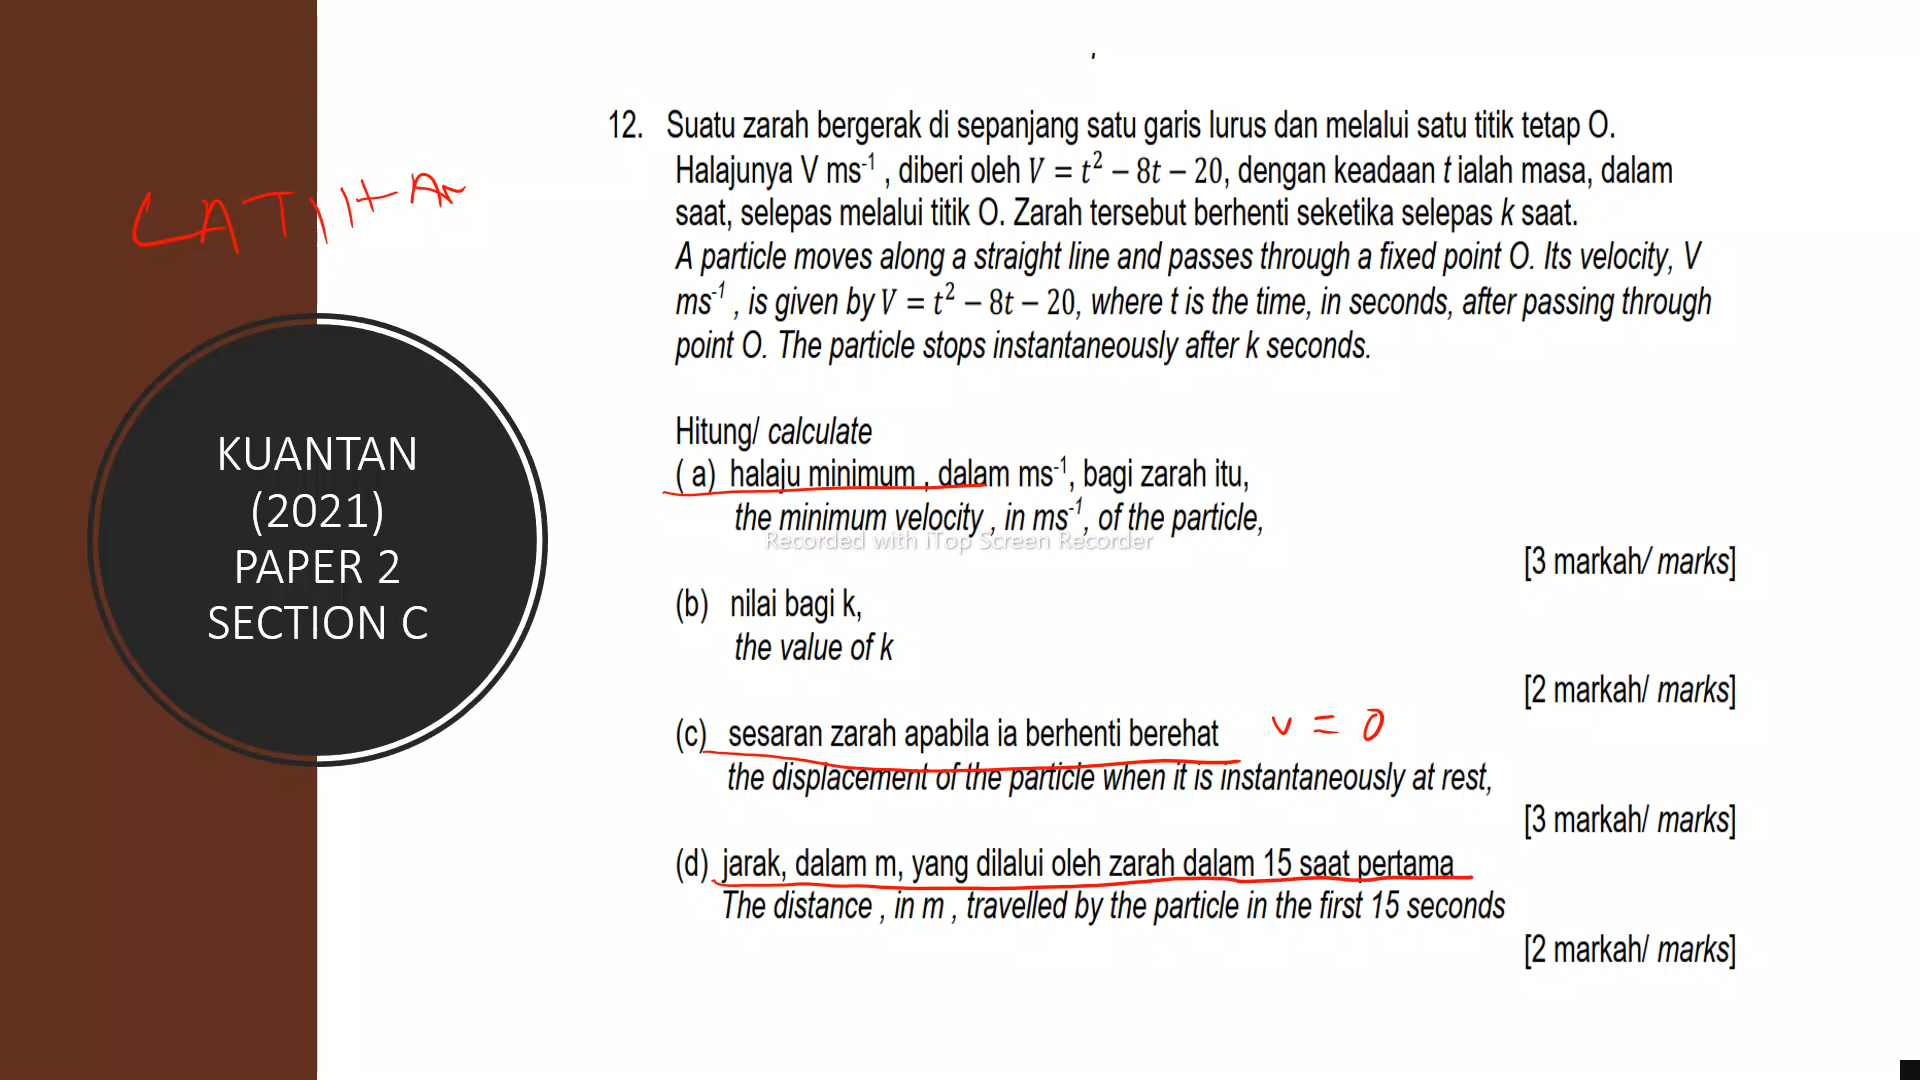 LATIHAN
KUANTAN
(2021)
PAPER 2
SECTION C
12. Suatu zarah bergerak di sepanjang satu garis lurus dan melalui satu titik tetap O.
Halajunya V ms⁻¹ , diberi oleh V = t² – 8t – 20, dengan keadaan t ialah masa, dalam
saat, selepas melalui titik O. Zarah tersebut berhenti seketika selepas k saat.
A particle moves along a straight line and passes through a fixed point O. Its velocity, V
ms⁻¹ , is given by V = t² – 8t – 20, where t is the time, in seconds, after passing through
point O. The particle stops instantaneously after k seconds.
Hitung/ calculate
( a) halaju minimum , dalam ms⁻¹, bagi zarah itu,
the minimum velocity , in ms⁻¹, of the particle,
Recorded with iTop Screen Recorder
[3 markah/ marks]
(b) nilai bagi k,
the value of k
[2 markah/ marks]
(c) sesaran zarah apabila ia berhenti berehat v = 0
the displacement of the particle when it is instantaneously at rest,
[3 markah/ marks]
(d) jarak, dalam m, yang dilalui oleh zarah dalam 15 saat pertama
The distance , in m , travelled by the particle in the first 15 seconds
[2 markah/ marks]